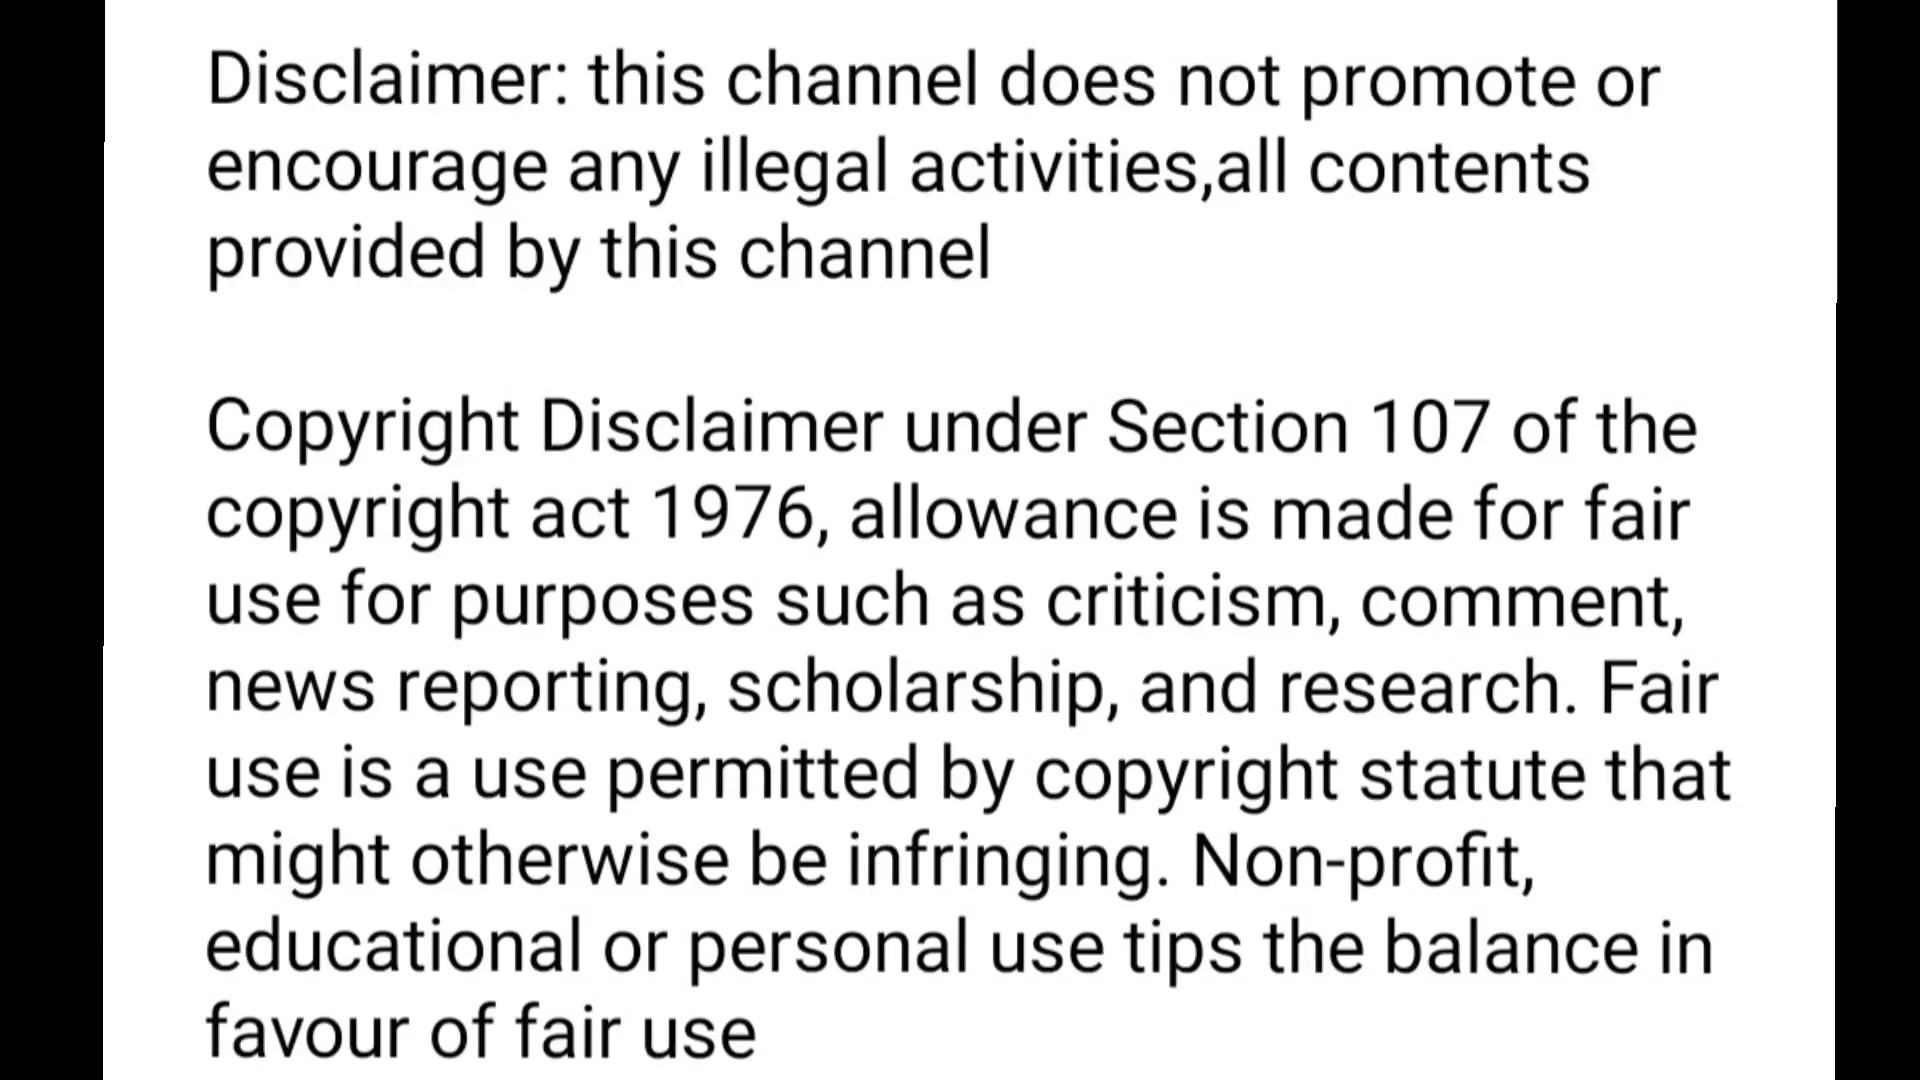 Disclaimer: this channel does not promote or
encourage any illegal activities,all contents
provided by this channel
Copyright Disclaimer under Section 107 of the
copyright act 1976, allowance is made for fair
use for purposes such as criticism, comment,
news reporting, scholarship, and research. Fair
use is a use permitted by copyright statute that
might otherwise be infringing. Non-profit,
educational or personal use tips the balance in
favour of fair use